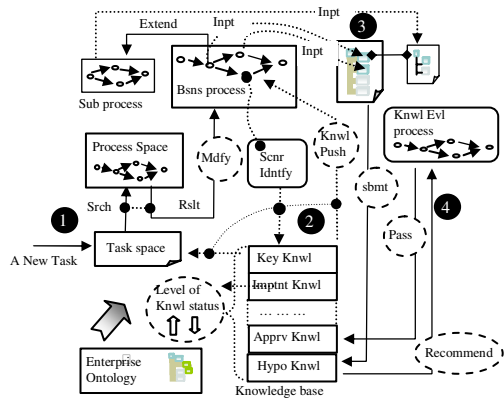 Inpt
Extend
Inpt
3
Inpt
Sub process
Bsns process
Knwl Evl
process
Process Space
Mdfy
Scnr
Idntfy
Knwl
Push
sbmt
Srch
Rslt
1
2
4
Pass
A New Task
Task space
Key Knwl
Level of
Knwl status
Imptnt Knwl
... ... ...
Apprv Knwl
Recommend
Enterprise
Ontology
Hypo Knwl
Knowledge base